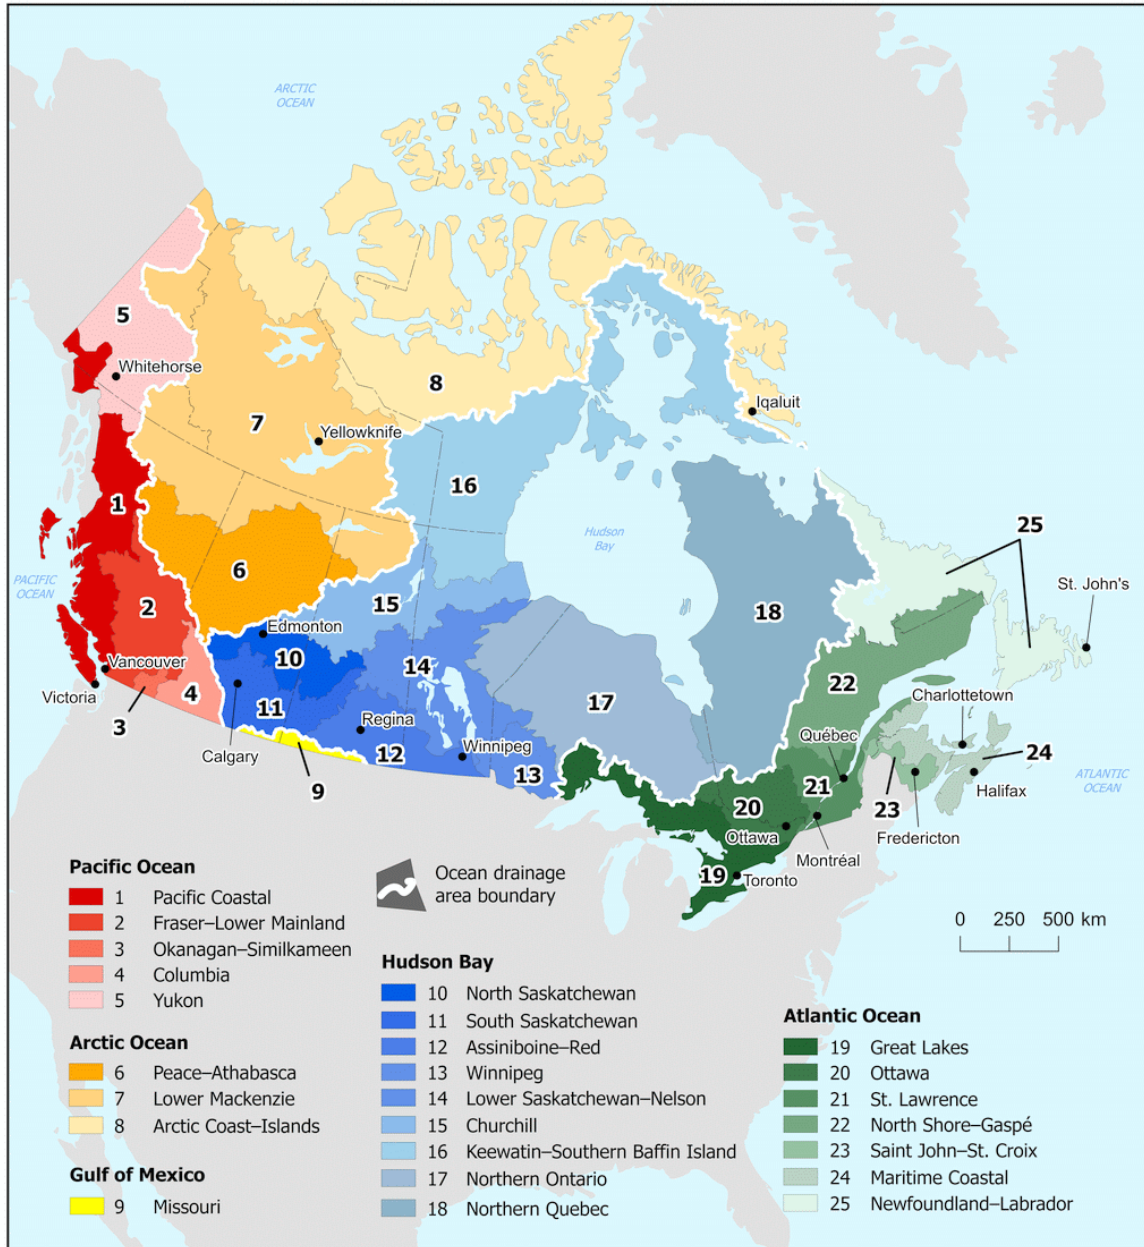 ARCTIC
OCEAN
5
Whitehorse
8
Iqaluit
7
Yellowknife
16
1
25
Hudson
Bay
PACIFIC
OCEAN
6
St. John's
2
15
18
Edmonton
10
14
Vancouver
22
Victoria
4
Charlottetown
3
11
17
Regina
Québec
Calgary
12
Winnipeg
24
13
ATLANTIC
OCEAN
9
21
Halifax
20
23
Ottawa
Fredericton
Montréal
19
Toronto
Pacific Ocean
1 Pacific Coastal
2 Fraser–Lower Mainland
3 Okanagan–Similkameen
4 Columbia
5 Yukon
Arctic Ocean
6 Peace–Athabasca
7 Lower Mackenzie
8 Arctic Coast–Islands
Gulf of Mexico
9 Missouri
Ocean drainage
area boundary
Hudson Bay
10 North Saskatchewan
11 South Saskatchewan
12 Assiniboine–Red
13 Winnipeg
14 Lower Saskatchewan–Nelson
15 Churchill
16 Keewatin–Southern Baffin Island
17 Northern Ontario
18 Northern Quebec
0 250 500 km
Atlantic Ocean
19 Great Lakes
20 Ottawa
21 St. Lawrence
22 North Shore–Gaspé
23 Saint John–St. Croix
24 Maritime Coastal
25 Newfoundland–Labrador